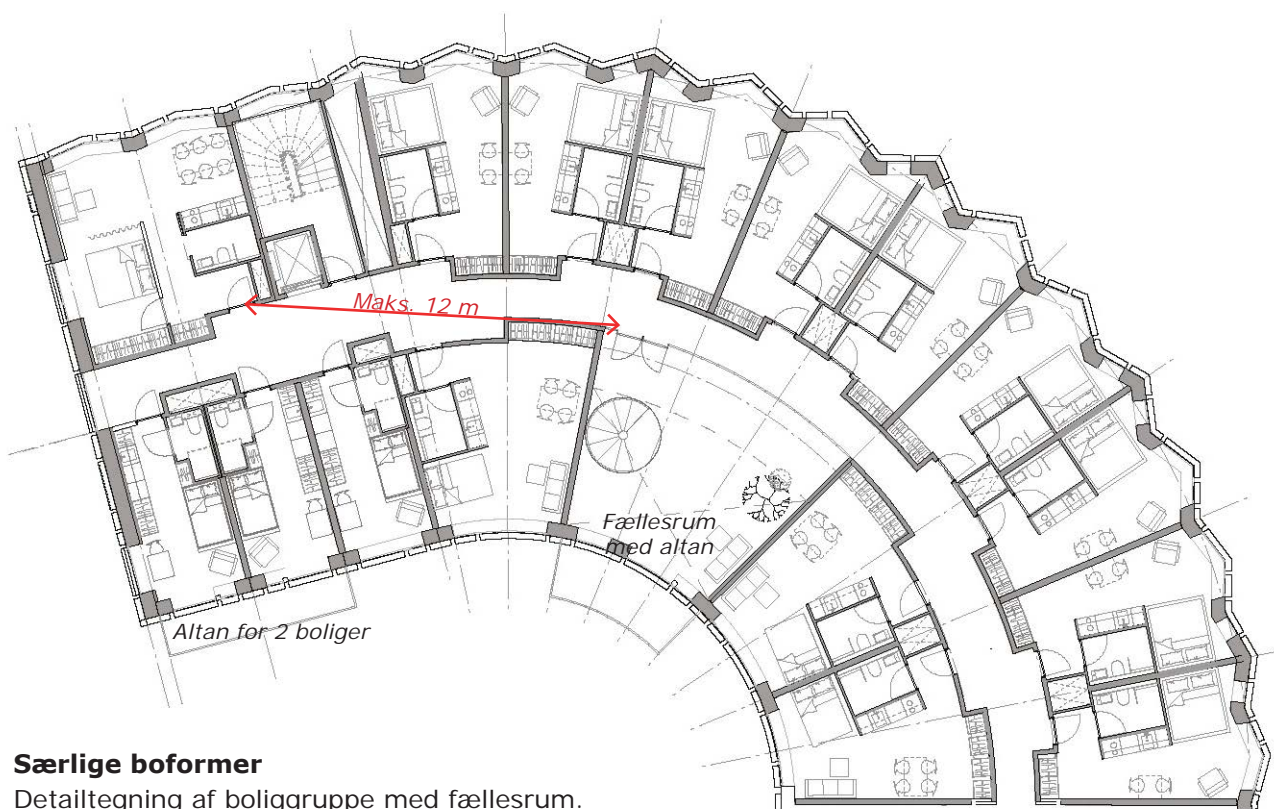 Maks. 12 m
Fællesrum
med altan
Altan for 2 boliger
Særlige boformer
Detailtegning af boliggruppe med fællesrum.